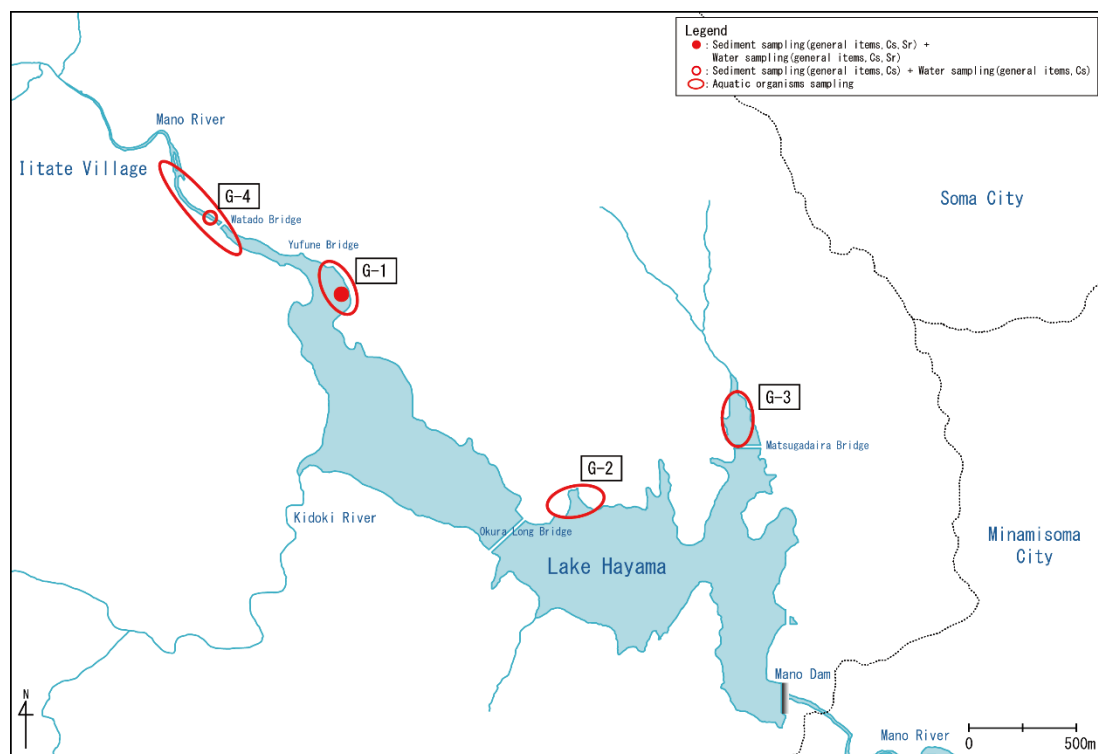 Legend
: Sediment sampling(general items,Cs,Sr) +
Water sampling(general items,Cs,Sr)
: Sediment sampling(general items,Cs) + Water sampling(general items,Cs)
: Aquatic organisms sampling
Mano River
Iitate Village
G-4
Watado Bridge
Yufune Bridge
G-1
Soma City
G-3
Matsugadaira Bridge
G-2
Kidoki River
Okura Long Bridge
Lake Hayama
Minamisoma
City
Mano Dam
N
Mano River
0
500m